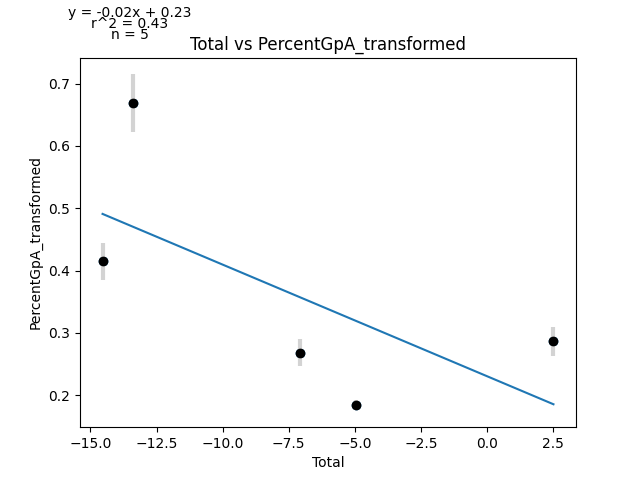 y = -0.02x + 0.23
r^2 = 0.43
n = 5
Total vs PercentGpA_transformed
PercentGpA_transformed
0.7
0.6
0.5
0.4
0.3
0.2
−15.0 −12.5 −10.0 −7.5 −5.0 −2.5 0.0 2.5
Total